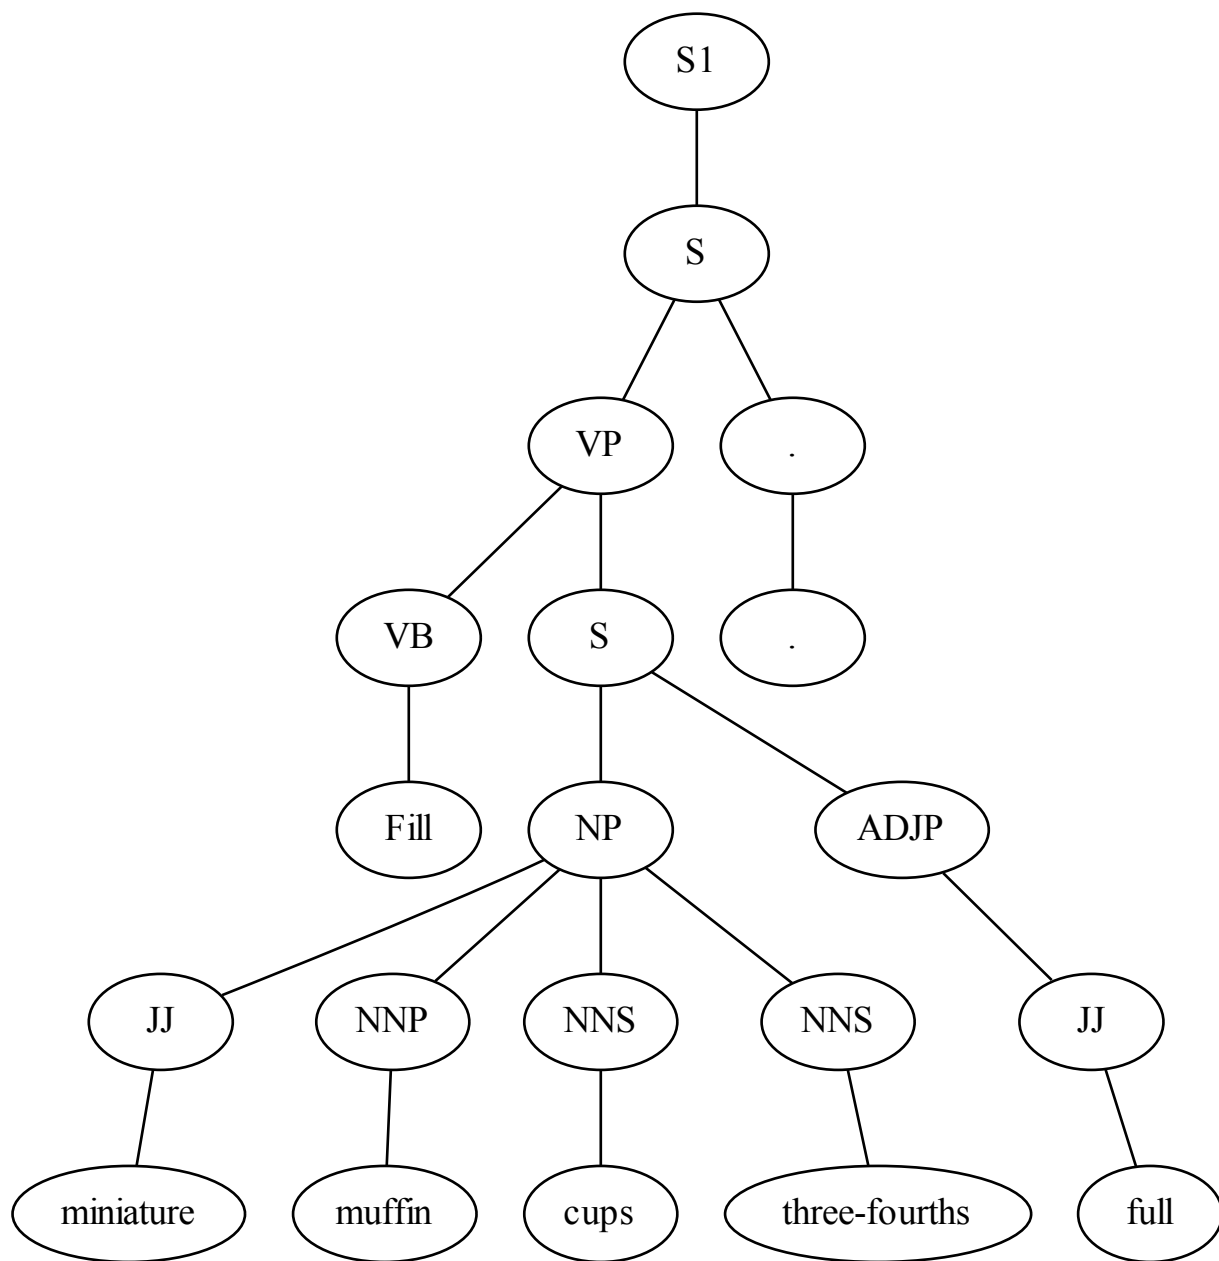 S1
S
VP .
VB S .
Fill NP ADJP
JJ NNP NNS NNS JJ
miniature muffin cups three-fourths full